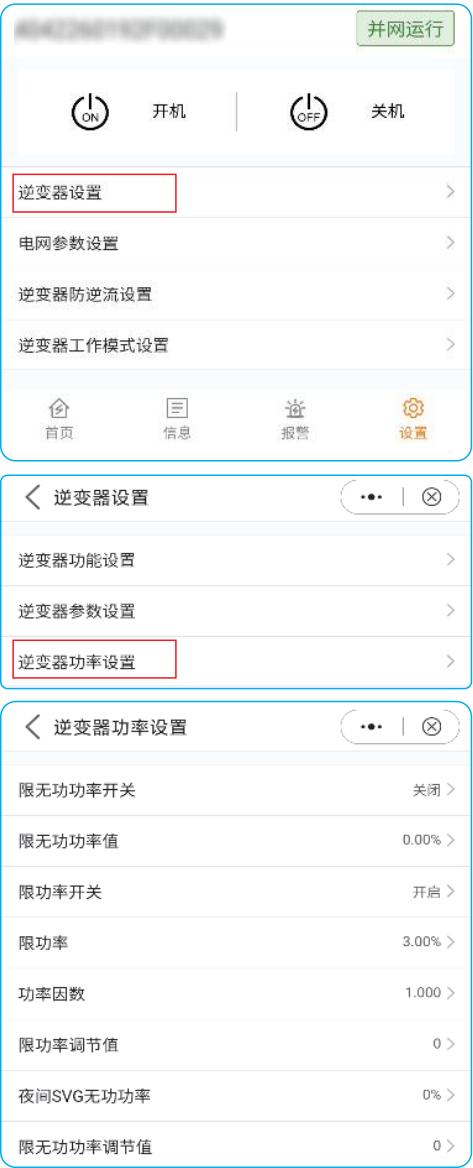 并网运行
ON 开机 OFF 关机
逆变器设置
电网参数设置
逆变器防逆流设置
逆变器工作模式设置
首页 信息 报警 设置
逆变器设置
逆变器功能设置
逆变器参数设置
逆变器功率设置
逆变器功率设置
限无功功率开关 关闭
限无功功率值 0.00%
限功率开关 开启
限功率 3.00%
功率因数 1.000
限功率调节值 0
夜间SVG无功功率 0%
限无功功率调节值 0